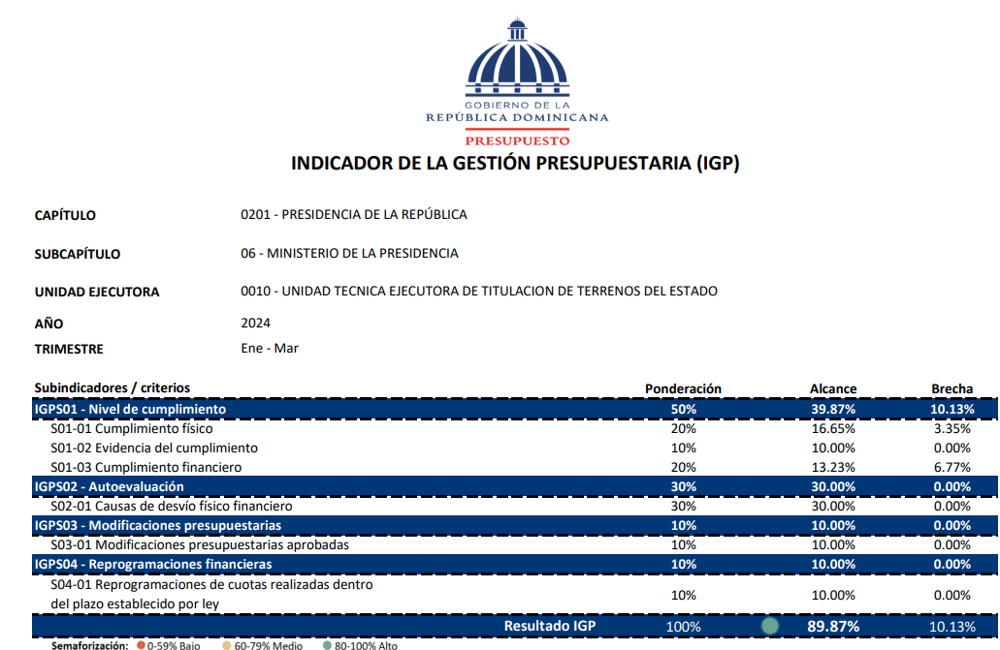 GOBIERNO DE LA
REPÚBLICA DOMINICANA
PRESUPUESTO
INDICADOR DE LA GESTIÓN PRESUPUESTARIA (IGP)
CAPÍTULO 0201 - PRESIDENCIA DE LA REPÚBLICA
SUBCAPÍTULO 06 - MINISTERIO DE LA PRESIDENCIA
UNIDAD EJECUTORA 0010 - UNIDAD TECNICA EJECUTORA DE TITULACION DE TERRENOS DEL ESTADO
AÑO 2024
TRIMESTRE Ene - Mar
Subindicadores / criterios Ponderación Alcance Brecha
IGPS01 - Nivel de cumplimiento 50% 39.87% 10.13%
S01-01 Cumplimiento físico 20% 16.65% 3.35%
S01-02 Evidencia del cumplimiento 10% 10.00% 0.00%
S01-03 Cumplimiento financiero 20% 13.23% 6.77%
IGPS02 - Autoevaluación 30% 30.00% 0.00%
S02-01 Causas de desvío físico financiero 30% 30.00% 0.00%
IGPS03 - Modificaciones presupuestarias 10% 10.00% 0.00%
S03-01 Modificaciones presupuestarias aprobadas 10% 10.00% 0.00%
IGPS04 - Reprogramaciones financieras 10% 10.00% 0.00%
S04-01 Reprogramaciones de cuotas realizadas dentro
del plazo establecido por ley 10% 10.00% 0.00%
Resultado IGP 100% 89.87% 10.13%
Semaforización: 0-59% Bajo 60-79% Medio 80-100% Alto